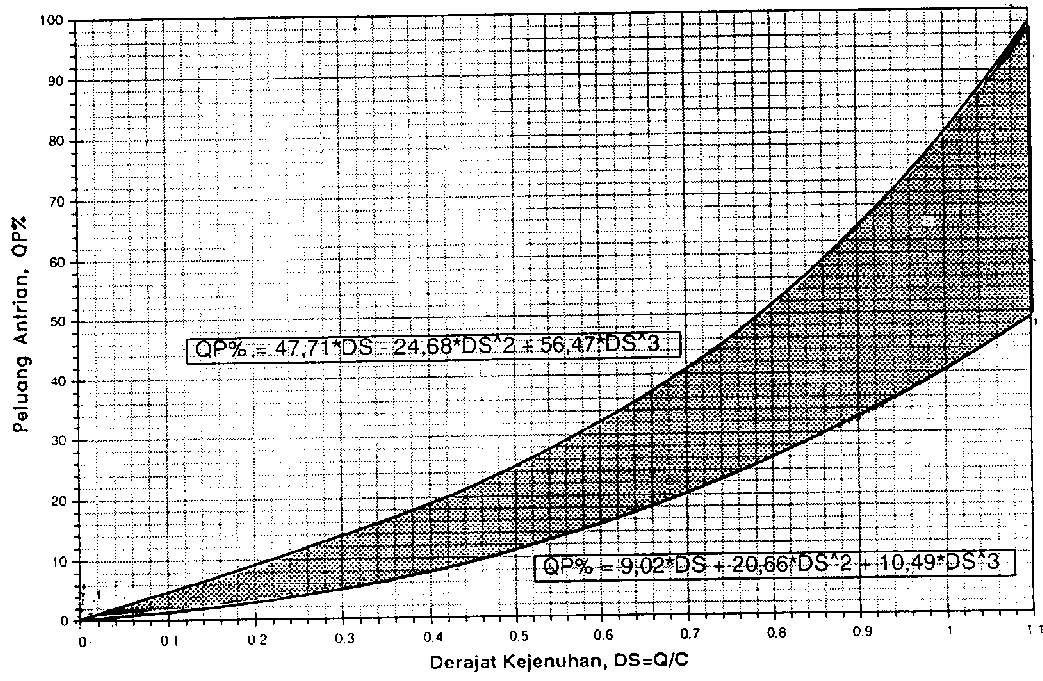 100
90
80
70
60
50
40
30
20
10
0
Peluang Antrian, QP%
QP% = 47,71*DS - 24,68*DS^2 + 56,47*DS^3
QP% = 9,02*DS + 20,66*DS^2 + 10,49*DS^3
0 0.1 0.2 0.3 0.4 0.5 0.6 0.7 0.8 0.9 1 1.1
Derajat Kejenuhan, DS=Q/C